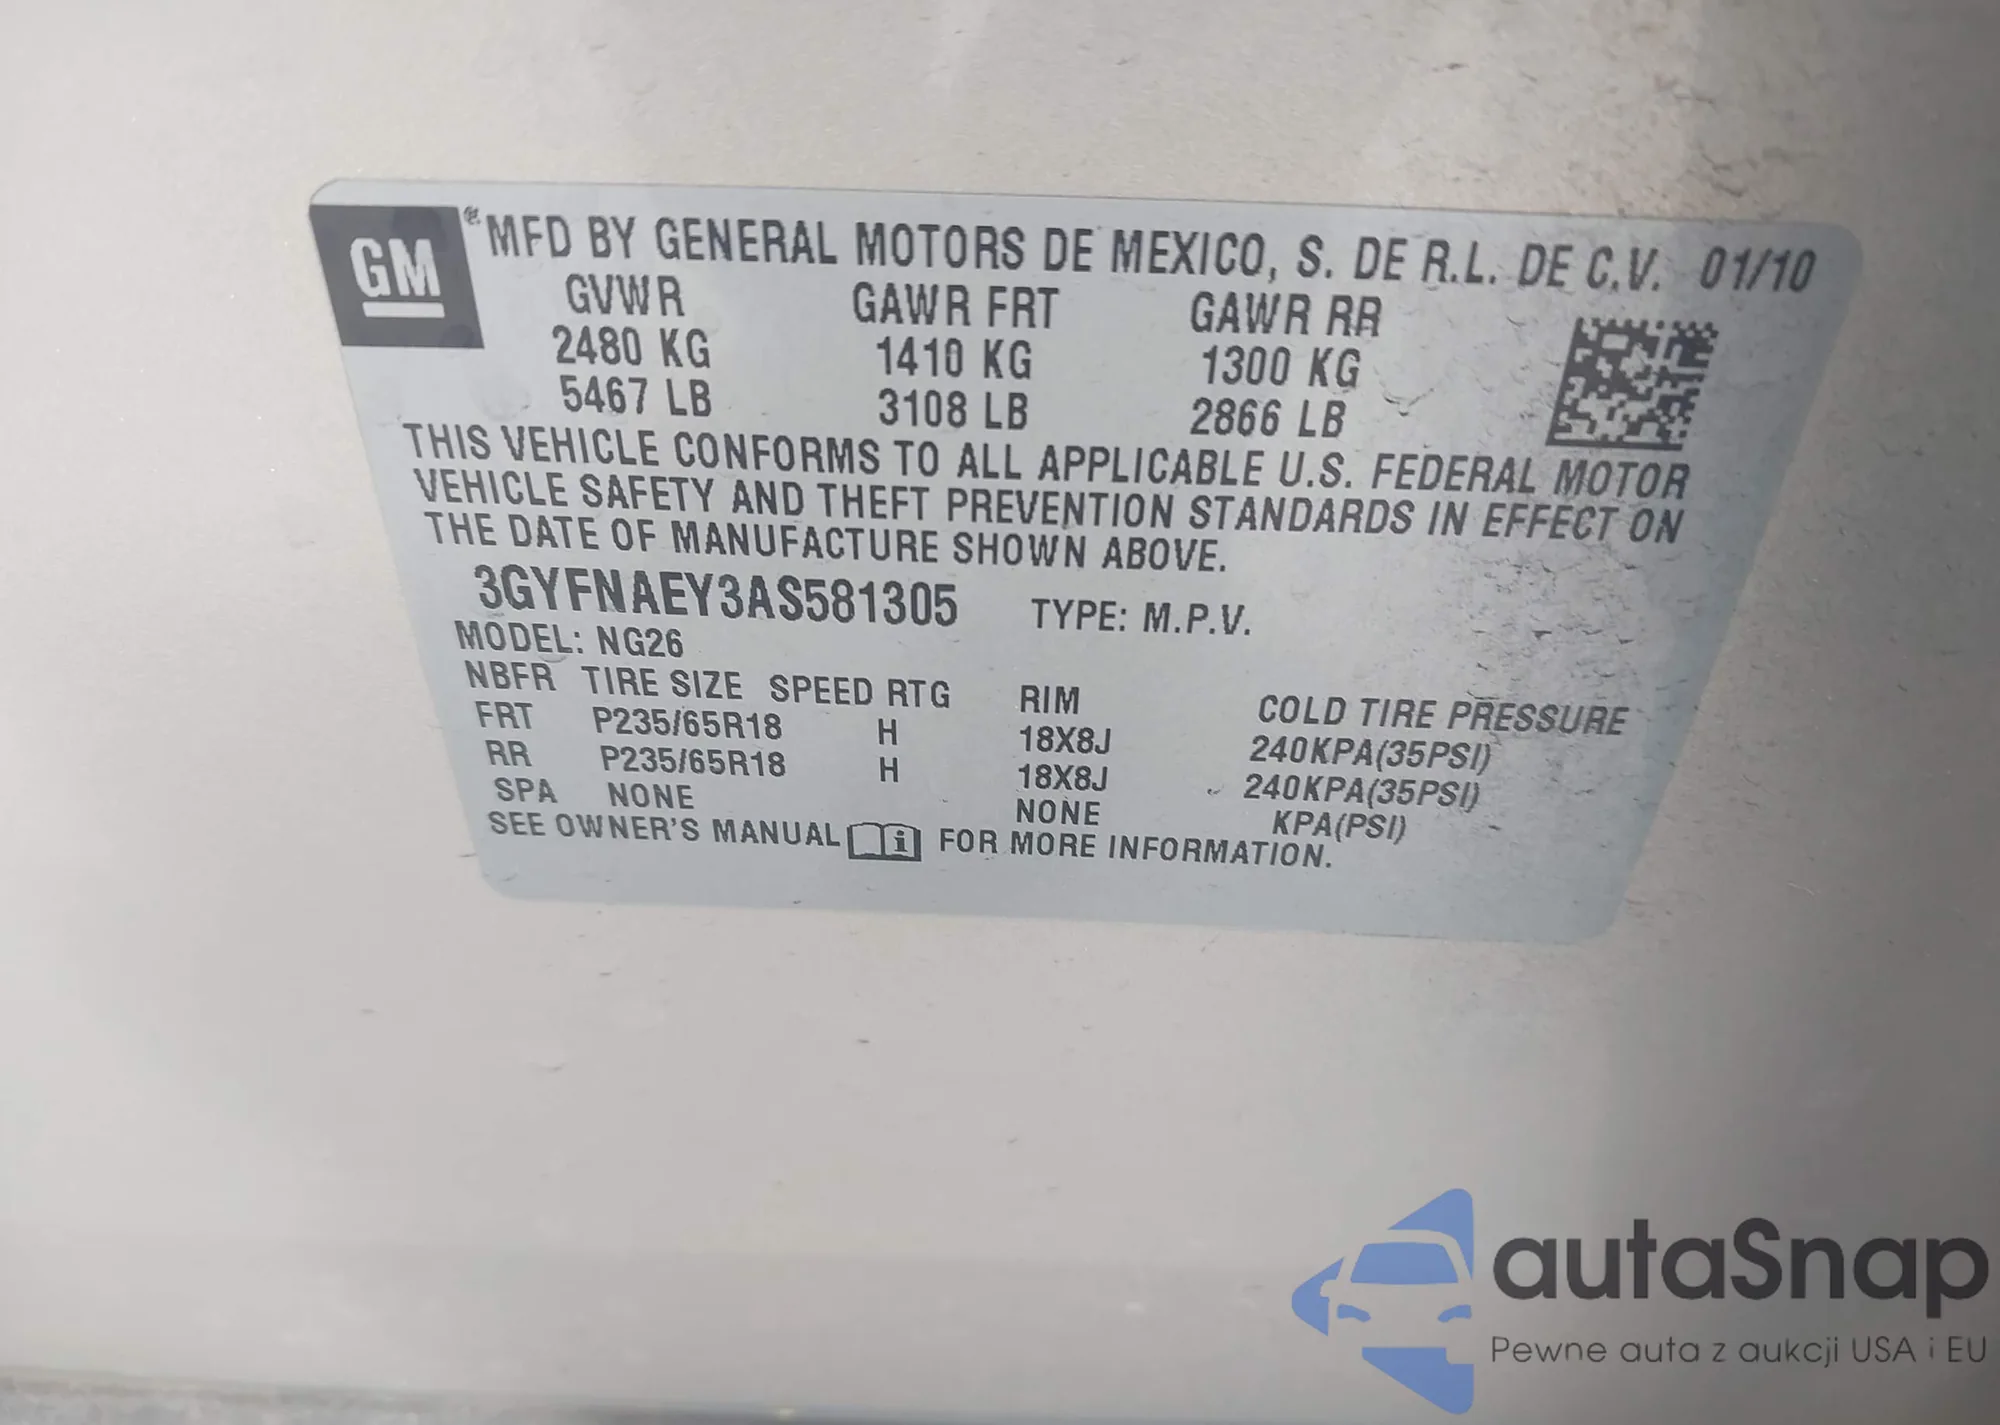 GM
MFD BY GENERAL MOTORS DE MEXICO, S. DE R.L. DE C.V. 01/10
GVWR GAWR FRT GAWR RR
2480 KG 1410 KG 1300 KG
5467 LB 3108 LB 2866 LB
THIS VEHICLE CONFORMS TO ALL APPLICABLE U.S. FEDERAL MOTOR
VEHICLE SAFETY AND THEFT PREVENTION STANDARDS IN EFFECT ON
THE DATE OF MANUFACTURE SHOWN ABOVE.
3GYFNAEY3AS581305 TYPE: M.P.V.
MODEL: NG26
NBFR TIRE SIZE SPEED RTG RIM COLD TIRE PRESSURE
FRT P235/65R18 H 18X8J 240KPA(35PSI)
RR P235/65R18 H 18X8J 240KPA(35PSI)
SPA NONE NONE KPA(PSI)
SEE OWNER'S MANUAL i FOR MORE INFORMATION.
autaSnap
Pewne auta z aukcji USA i EU